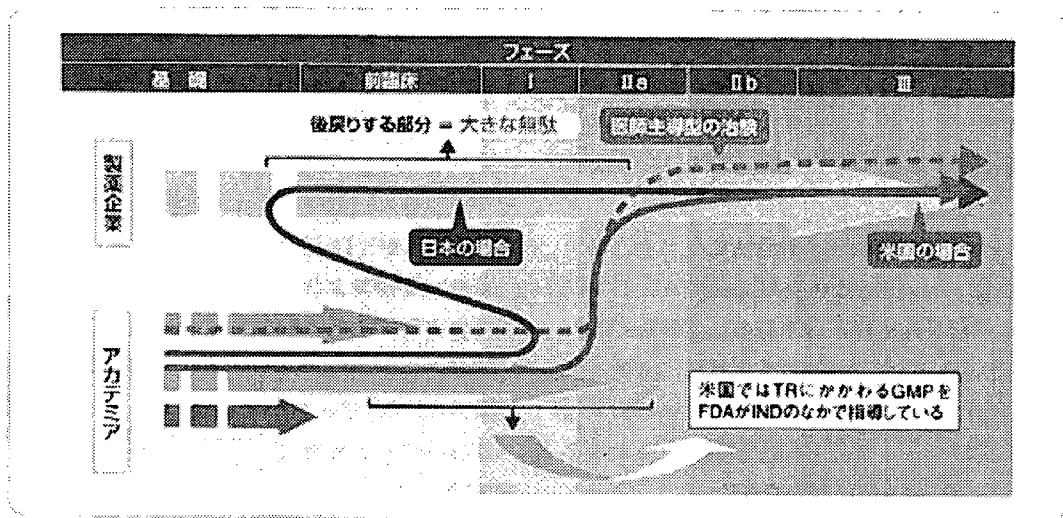 フェーズ
基礎 前臨床 I IIa IIb III
後戻りする部分 = 大きな無駄
医師主導型の治験
製薬企業
日本の場合
米国の場合
アカデミア
米国ではTRにかかわるGMPを
FDAがINDのなかで指導している